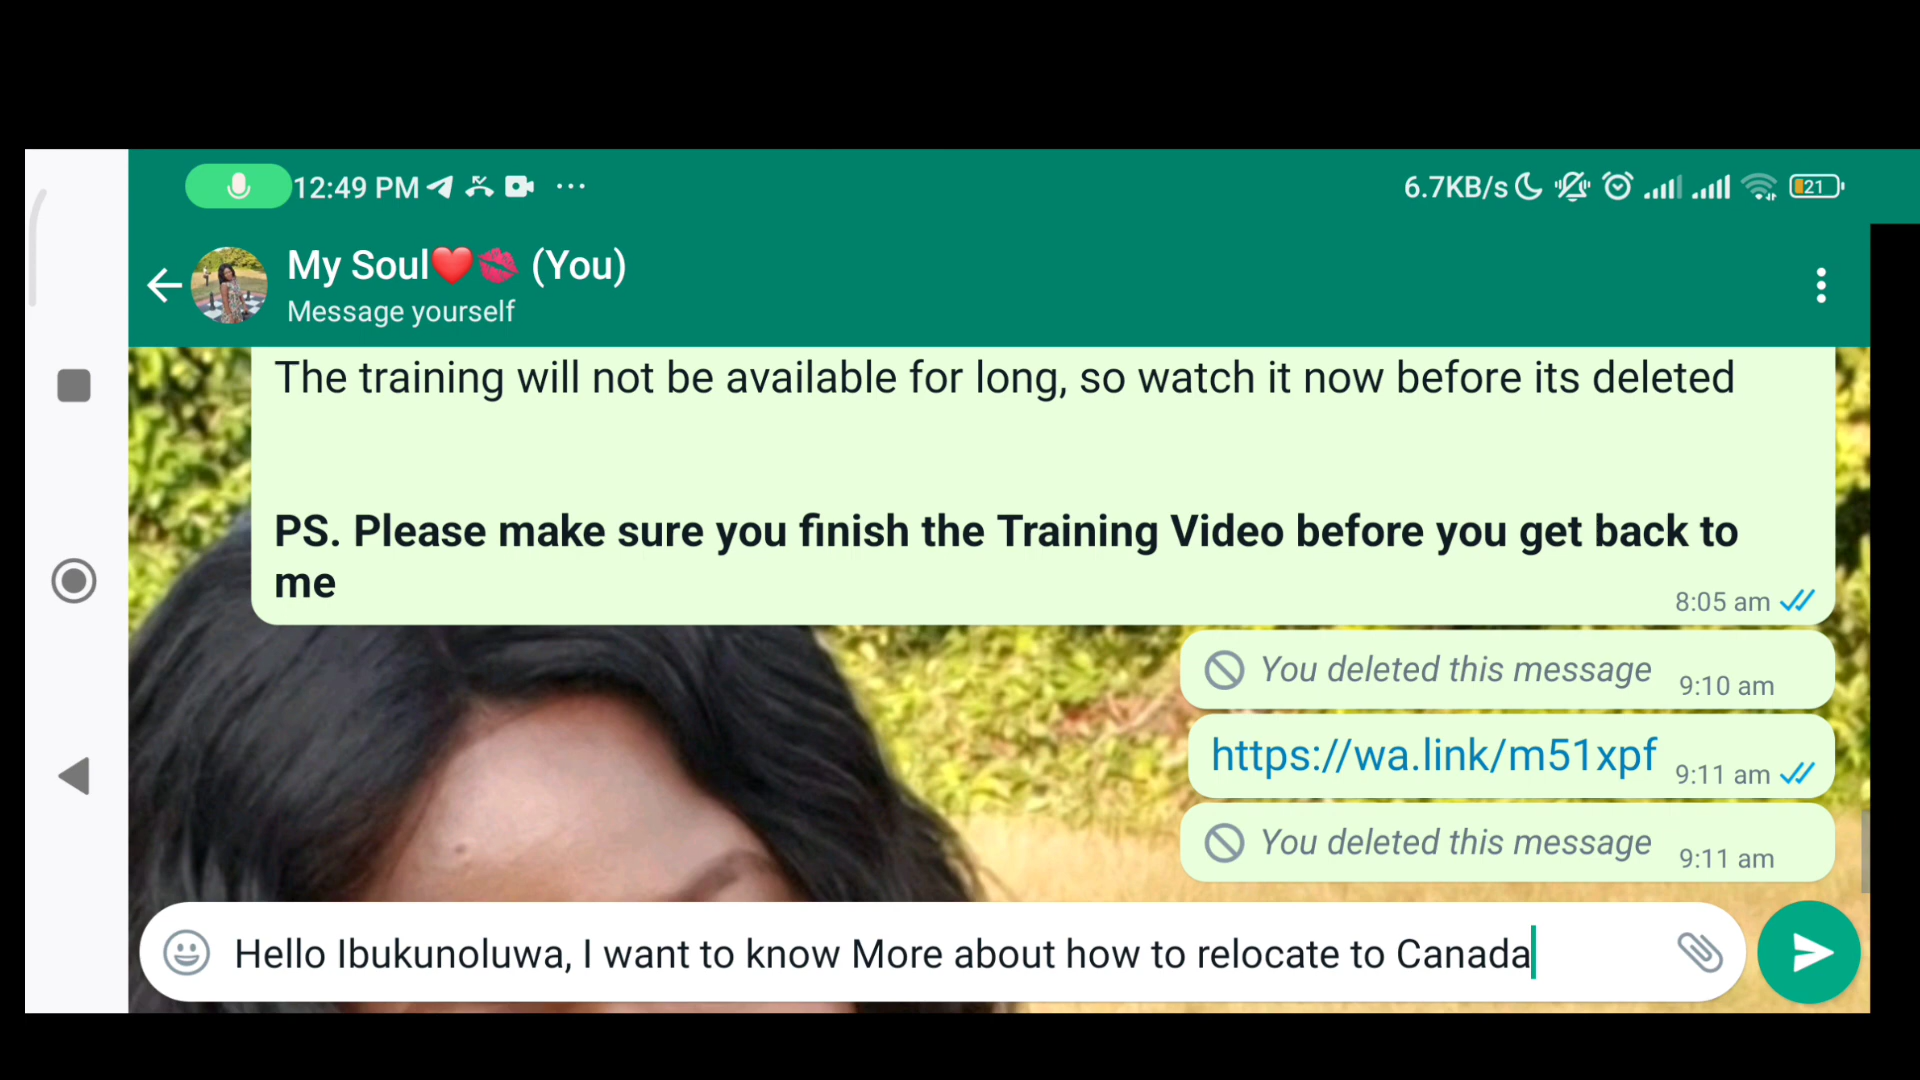 12:49 PM ... 6.7KB/s 21
My Soul❤️💋 (You)
Message yourself
The training will not be available for long, so watch it now before its deleted
PS. Please make sure you finish the Training Video before you get back to
me
8:05 am
You deleted this message 9:10 am
https://wa.link/m51xpf 9:11 am
You deleted this message 9:11 am
Hello Ibukunoluwa, I want to know More about how to relocate to Canada